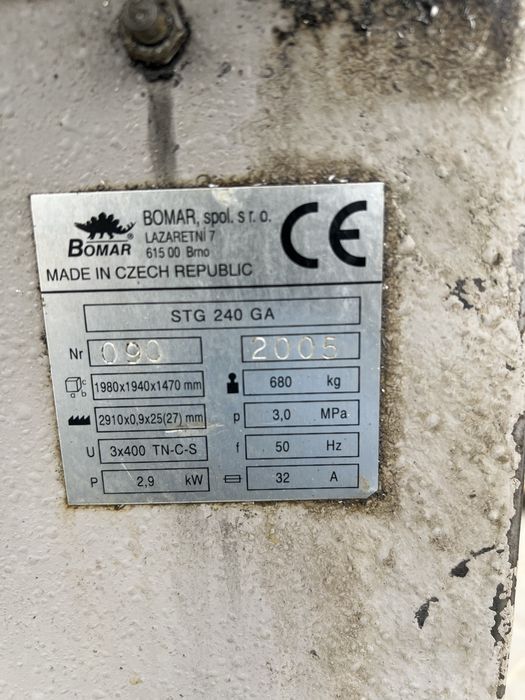 BOMAR®
BOMAR, spol. s r. o.
LAZARETNÍ 7
615 00 Brno
CE
MADE IN CZECH REPUBLIC
STG 240 GA
Nr 090 2005
a b c 1980x1940x1470 mm 680 kg
2910x0,9x25(27) mm p 3,0 MPa
U 3x400 TN-C-S f 50 Hz
P 2,9 kW 32 A